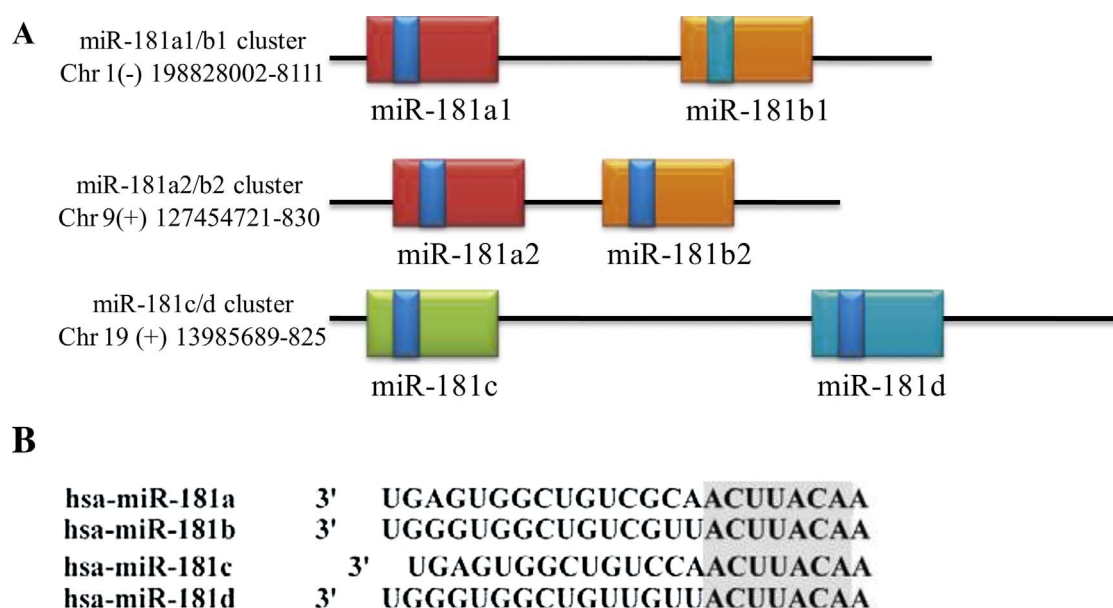 A
miR-181a1/b1 cluster
Chr 1(-) 198828002-8111
miR-181a1
miR-181b1
miR-181a2/b2 cluster
Chr 9(+) 127454721-830
miR-181a2
miR-181b2
miR-181c/d cluster
Chr 19 (+) 13985689-825
miR-181c
miR-181d
B
hsa-miR-181a 3' UGAGUGGCUGUCGCAACUUACAA
hsa-miR-181b 3' UGGGUGGCUGUCGUUACUUACAA
hsa-miR-181c 3' UGAGUGGCUGUCCAACUUACAA
hsa-miR-181d 3' UGGGUGGCUGUUGUUACUUACAA